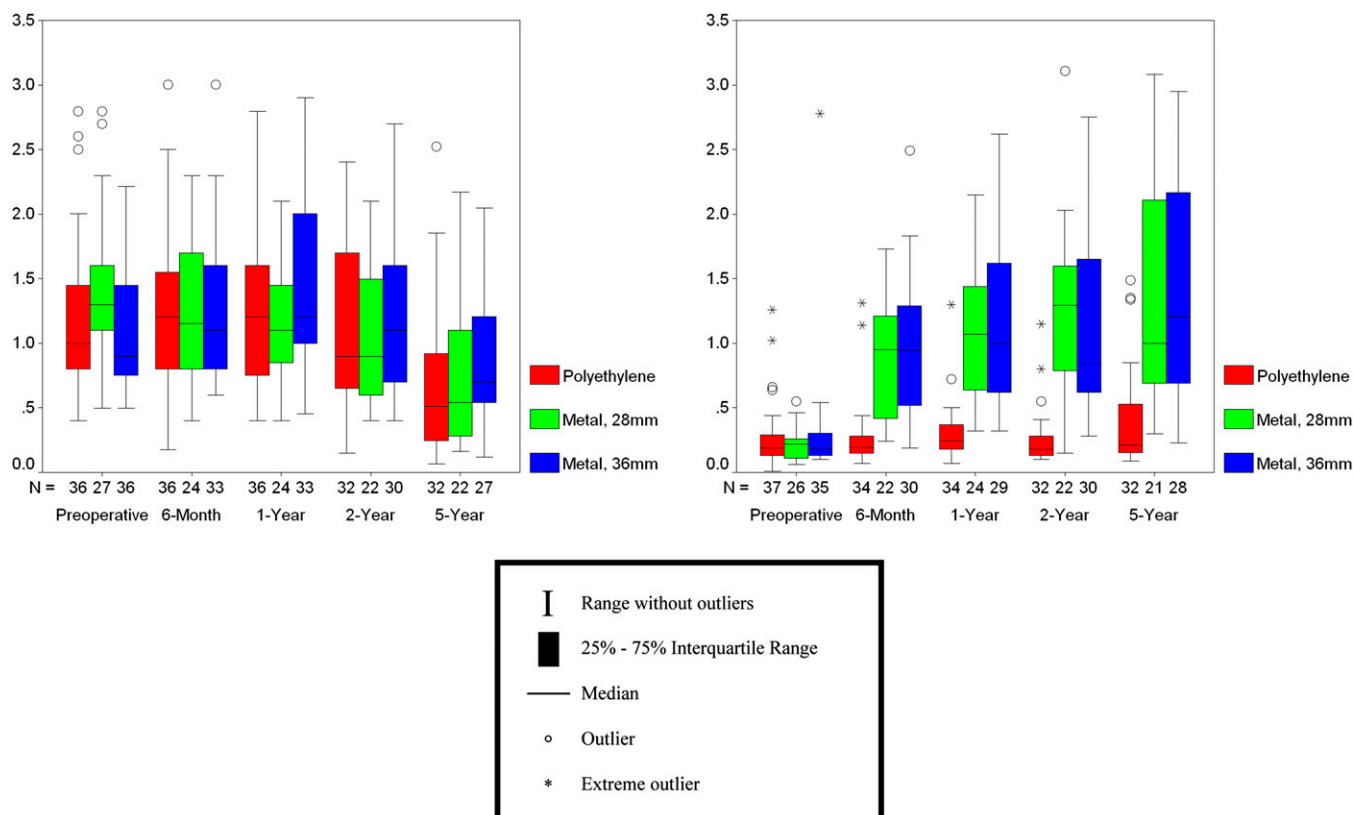 3.5
3.0
2.5
2.0
1.5
1.0
.5
0.0
N = 36 27 36 36 24 33 36 24 33 32 22 30 32 22 27
Preoperative 6-Month 1-Year 2-Year 5-Year
Polyethylene
Metal, 28mm
Metal, 36mm
3.5
3.0
2.5
2.0
1.5
1.0
.5
0.0
N = 37 26 35 34 22 30 34 24 29 32 22 30 32 21 28
Preoperative 6-Month 1-Year 2-Year 5-Year
Polyethylene
Metal, 28mm
Metal, 36mm
Range without outliers
25% - 75% Interquartile Range
Median
Outlier
Extreme outlier